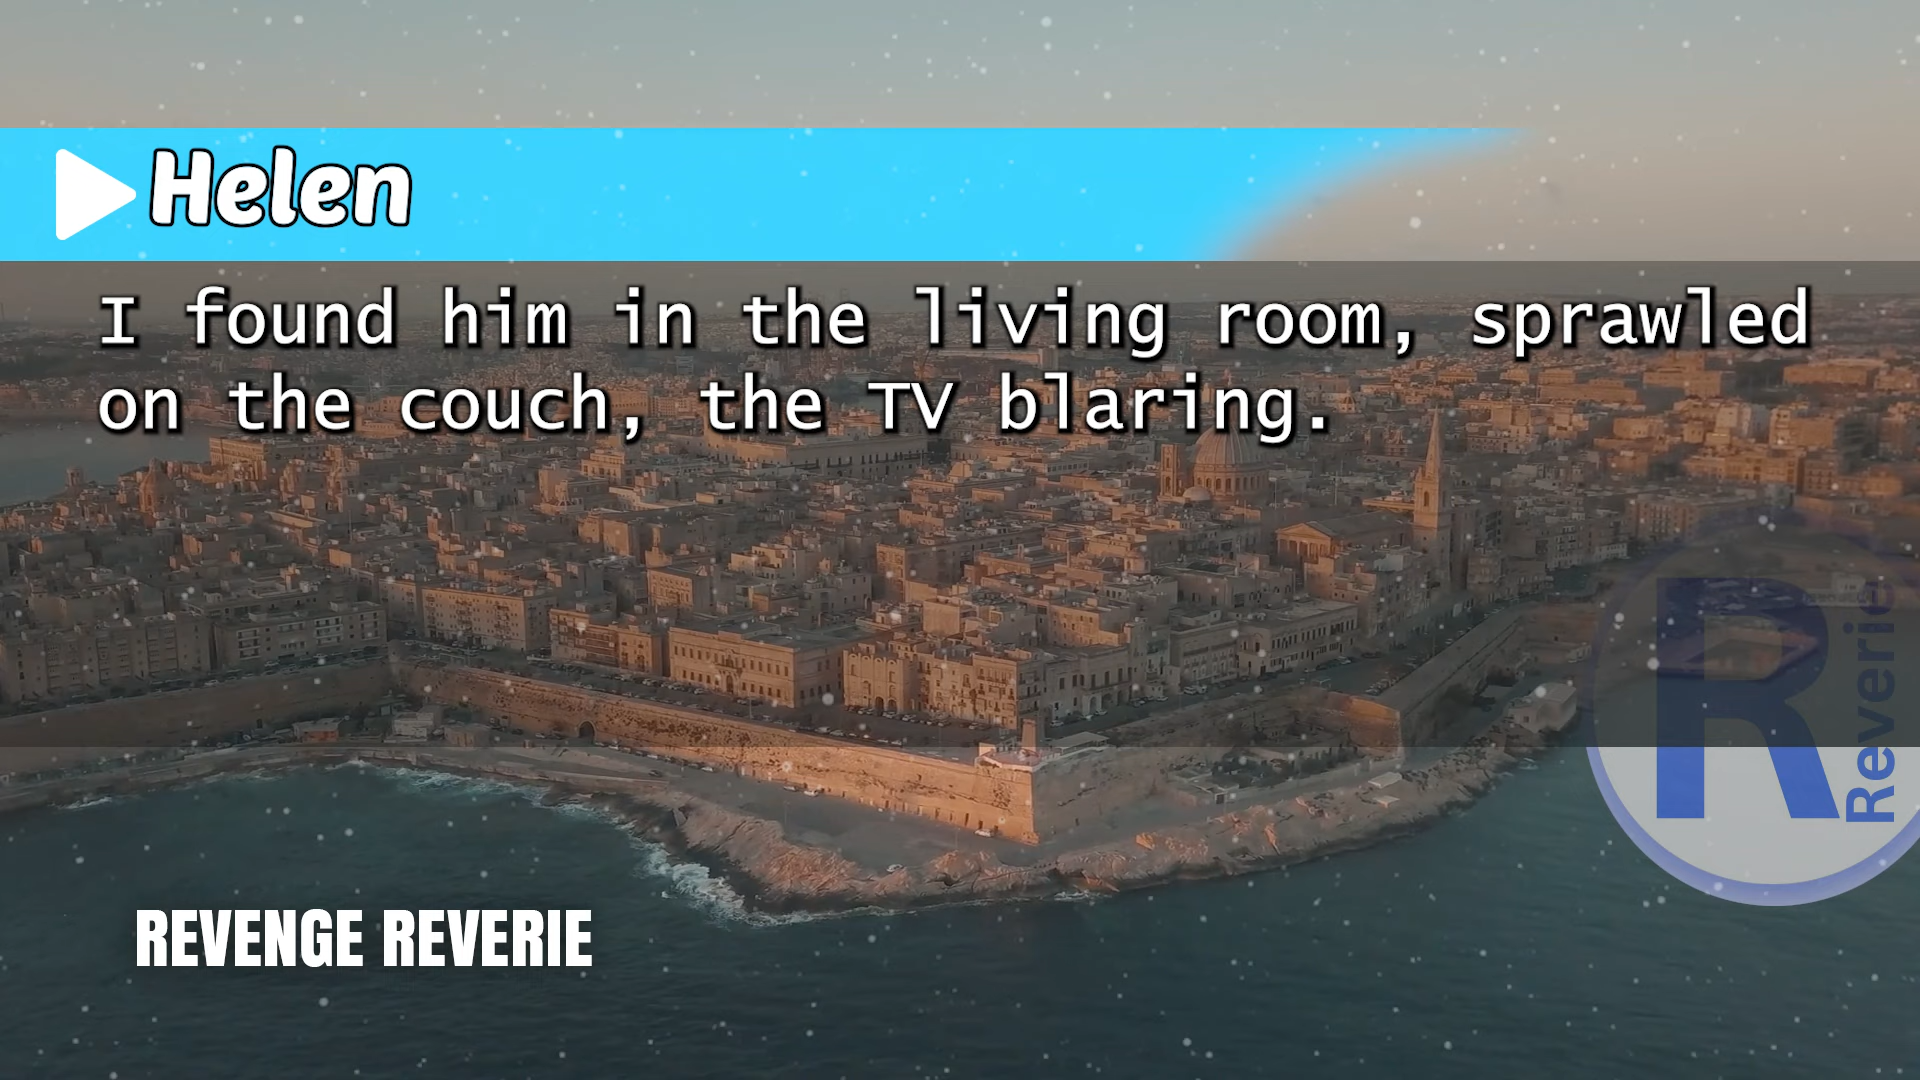 Helen
I found him in the living room, sprawled
on the couch, the TV blaring.
R
Reverie
REVENGE REVERIE